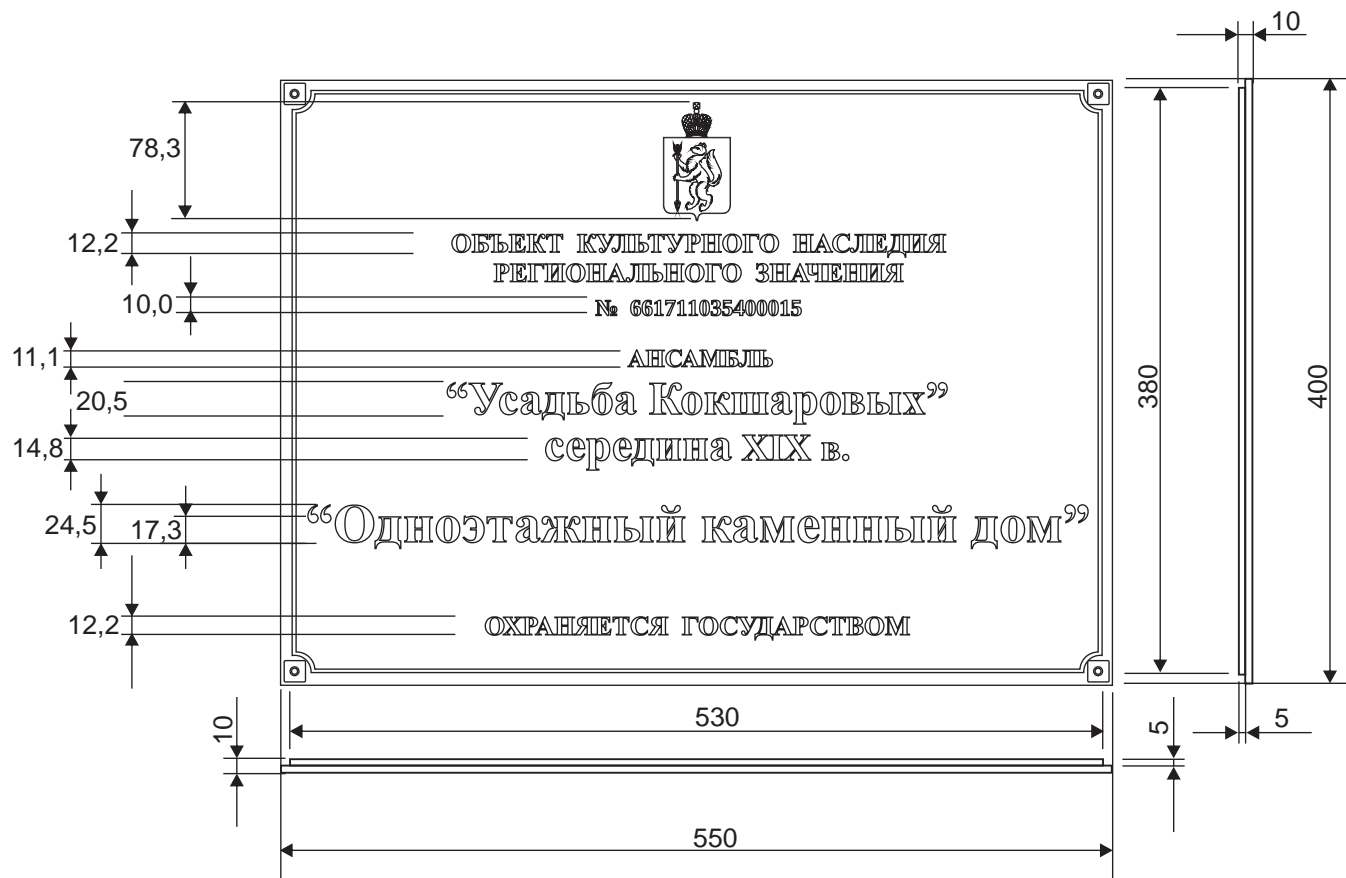 10
78,3
12,2
ОБЪЕКТ КУЛЬТУРНОГО НАСЛЕДИЯ
РЕГИОНАЛЬНОГО ЗНАЧЕНИЯ
10,0
№ 661711035400015
11,1
АНСАМБЛЬ
20,5
“Усадьба Кокшаровых”
380
400
14,8
середина XIX в.
24,5
17,3
“Одноэтажный каменный дом”
12,2
ОХРАНЯЕТСЯ ГОСУДАРСТВОМ
10
530
5
5
550